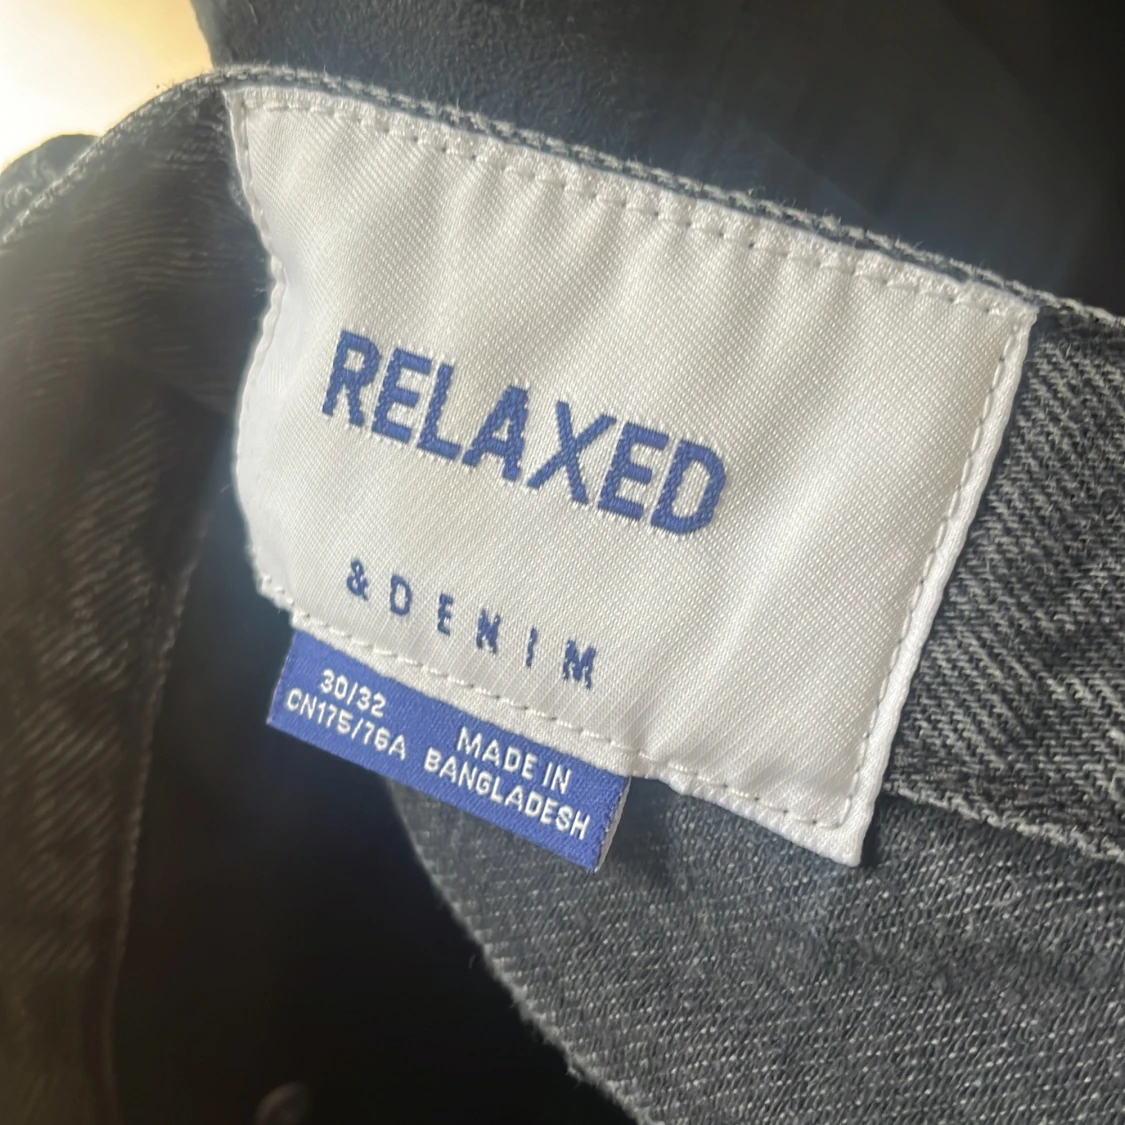 RELAXED
&DENIM
30/32
CN175/76A
MADE IN
BANGLADESH